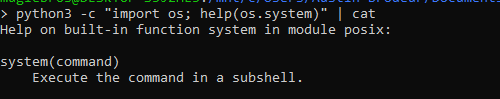 > python3 -c "import os; help(os.system)" | cat
Help on built-in function system in module posix:
system(command)
Execute the command in a subshell.